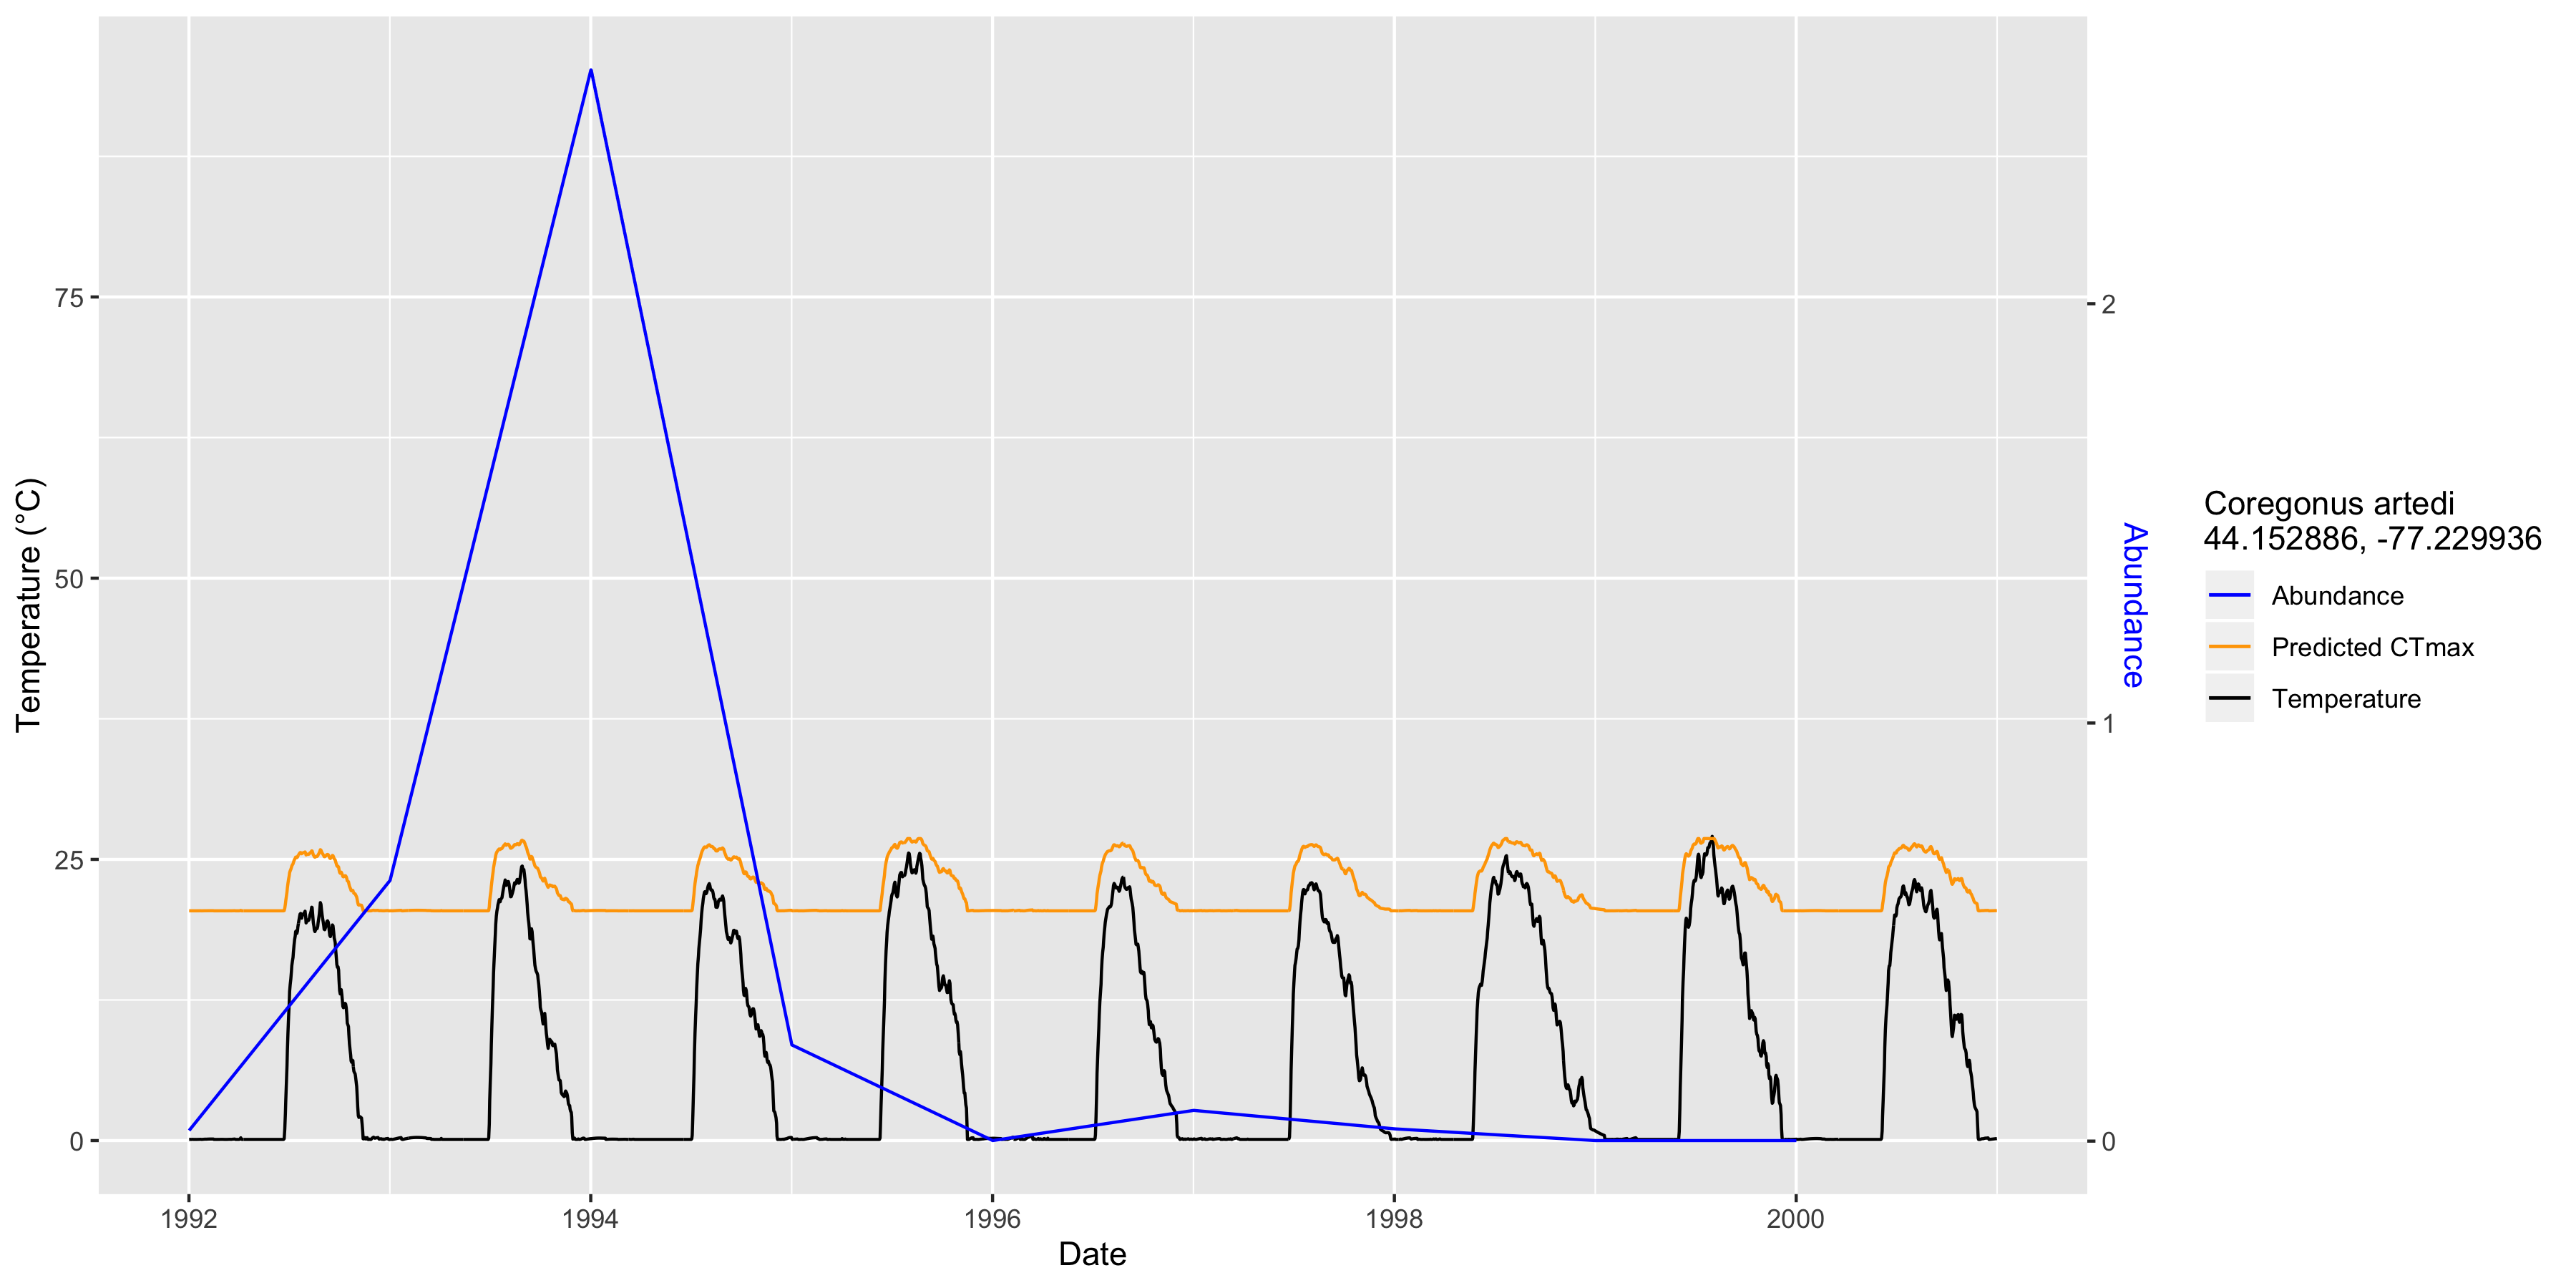 Temperature (°C)
75
50
25
0
1992
1994
1996
1998
2000
Date
2
1
0
Abundance
Coregonus artedi
44.152886, -77.229936
Abundance
Predicted CTmax
Temperature